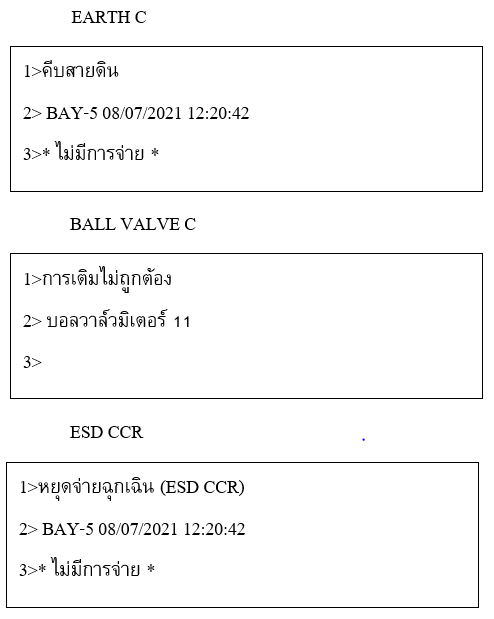 EARTH C
1>คีบสายดิน
2> BAY-5 08/07/2021 12:20:42
3>* ไม่มีการจ่าย *
BALL VALVE C
1>การเติมไม่ถูกต้อง
2> บอลวาล์วมิเตอร์ 11
3>
ESD CCR
1>หยุดจ่ายฉุกเฉิน (ESD CCR)
2> BAY-5 08/07/2021 12:20:42
3>* ไม่มีการจ่าย *